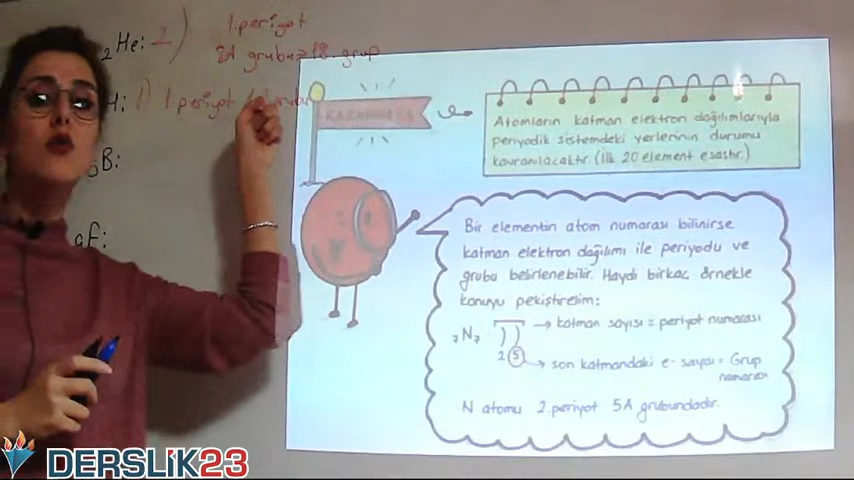 ₂He: 2)
1.periyot
2A grubu 18. grup
H: 1) 1.periyot
KAZANIM
Atomların katman elektron dağılımlarıyla
periyodik sistemdeki yerlerinin durumu
kavranılacaktır (İlk 20 element esastır.)
₅B:
F:
Bir elementin atom numarası bilinirse
katman elektron dağılımı ile periyodu ve
grubu belirlenebilir. Haydi birkaç örnekle
konuyu pekiştirelim:
₇N ) ) → katman sayısı = periyot numarası
2 5 → son katmandaki e- sayısı = Grup
numarası
N atomu 2.periyot 5A grubundadır.
DERSLİK23